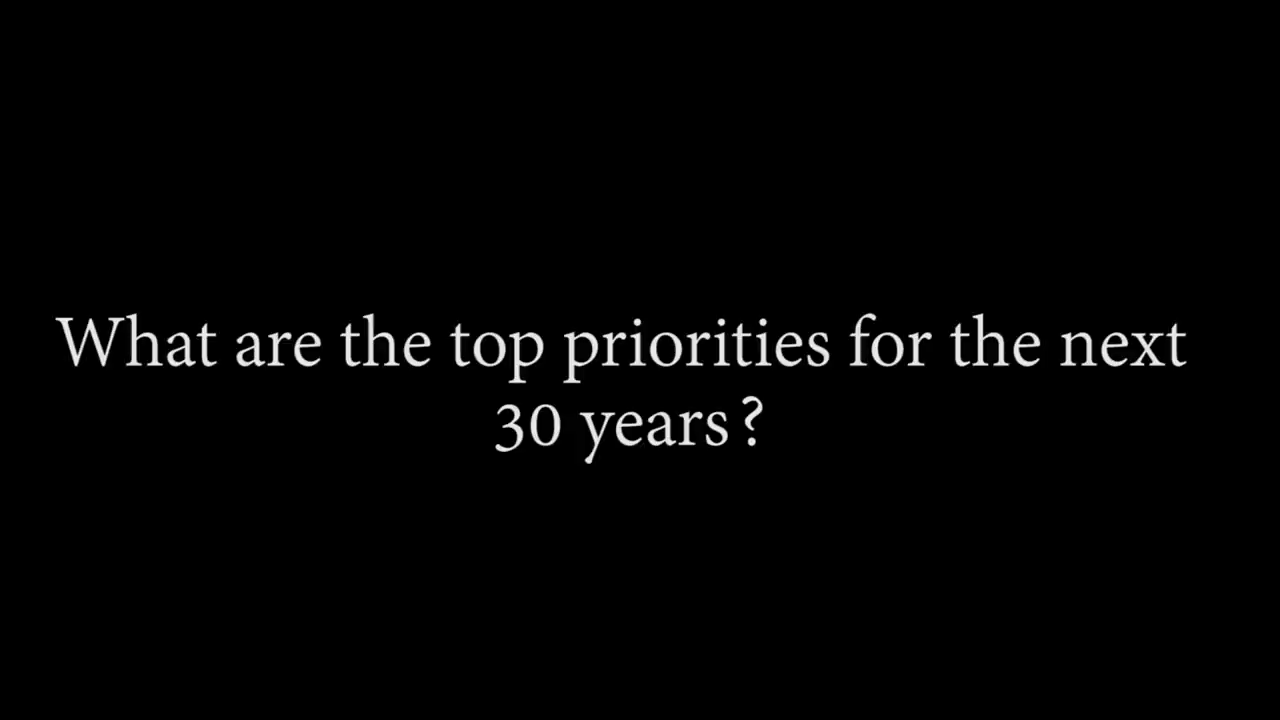 What are the top priorities for the next
30 years?